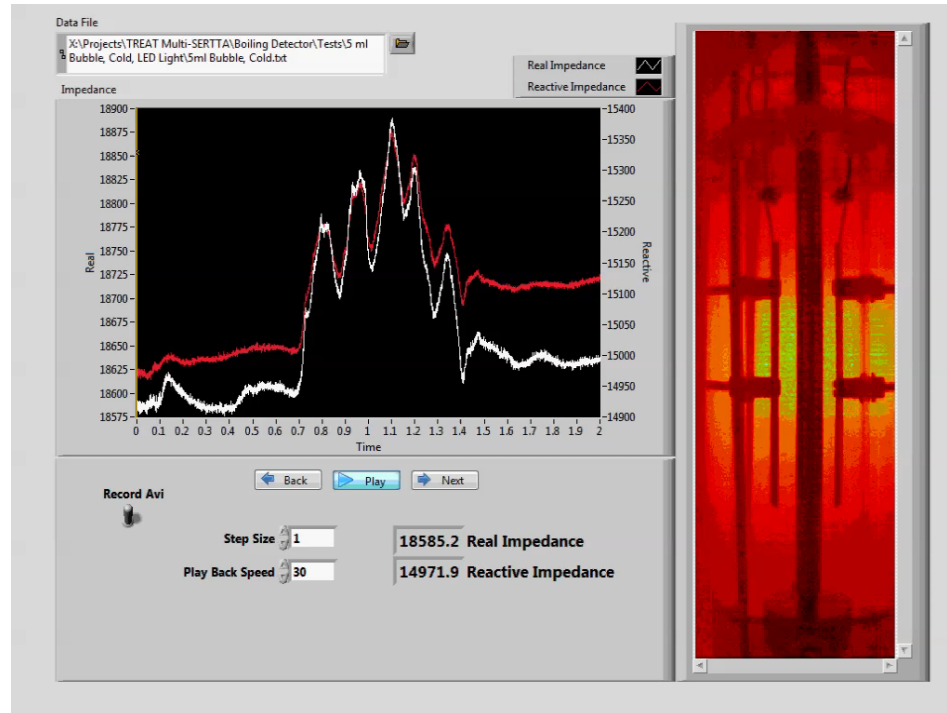 Data File
X:\Projects\TREAT Multi-SERTTA\Boiling Detector\Tests\5 ml
Bubble, Cold, LED Light\5ml Bubble, Cold.txt
Real Impedance
Reactive Impedance
Impedance
18900
18875
18850
18825
18800
18775
18750
18725
18700
18675
18650
18625
18600
18575
Real
-15400
-15350
-15300
-15250
-15200
-15150
-15100
-15050
-15000
-14950
-14900
Reactive
0 0.1 0.2 0.3 0.4 0.5 0.6 0.7 0.8 0.9 1 1.1 1.2 1.3 1.4 1.5 1.6 1.7 1.8 1.9 2
Time
Back Play Next
Record Avi
Step Size 1
18585.2 Real Impedance
Play Back Speed 30
14971.9 Reactive Impedance